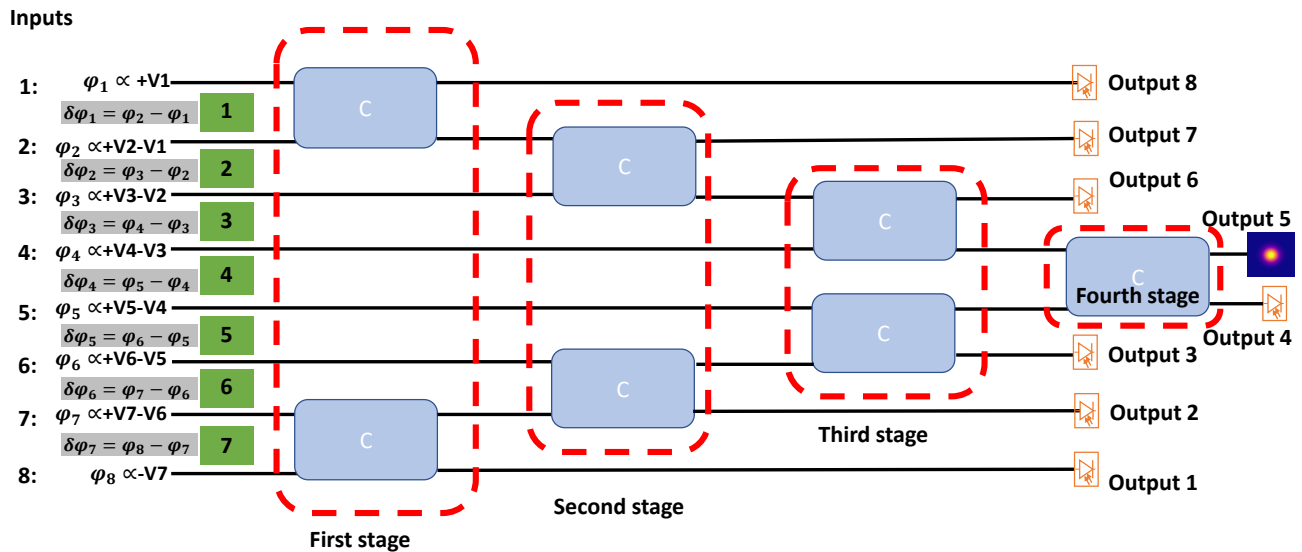 Inputs
1: φ₁ ∝ +V1
δφ₁ = φ₂ − φ₁ 1
2: φ₂ ∝+V2-V1
δφ₂ = φ₃ − φ₂ 2
3: φ₃ ∝+V3-V2
δφ₃ = φ₄ − φ₃ 3
4: φ₄ ∝+V4-V3
δφ₄ = φ₅ − φ₄ 4
5: φ₅ ∝+V5-V4
δφ₅ = φ₆ − φ₅ 5
6: φ₆ ∝+V6-V5
δφ₆ = φ₇ − φ₆ 6
7: φ₇ ∝+V7-V6
δφ₇ = φ₈ − φ₇ 7
8: φ₈ ∝-V7
C
C
First stage
C
C
Second stage
C
C
Third stage
C
Fourth stage
Output 8
Output 7
Output 6
Output 5
Output 4
Output 3
Output 2
Output 1